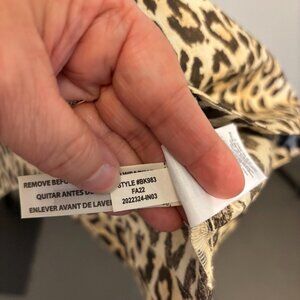 REMOVE BEFO
QUITAR ANTES D
ENLEVER AVANT DE LAVE
STYLE #BK983
FA22
2022324-IN03